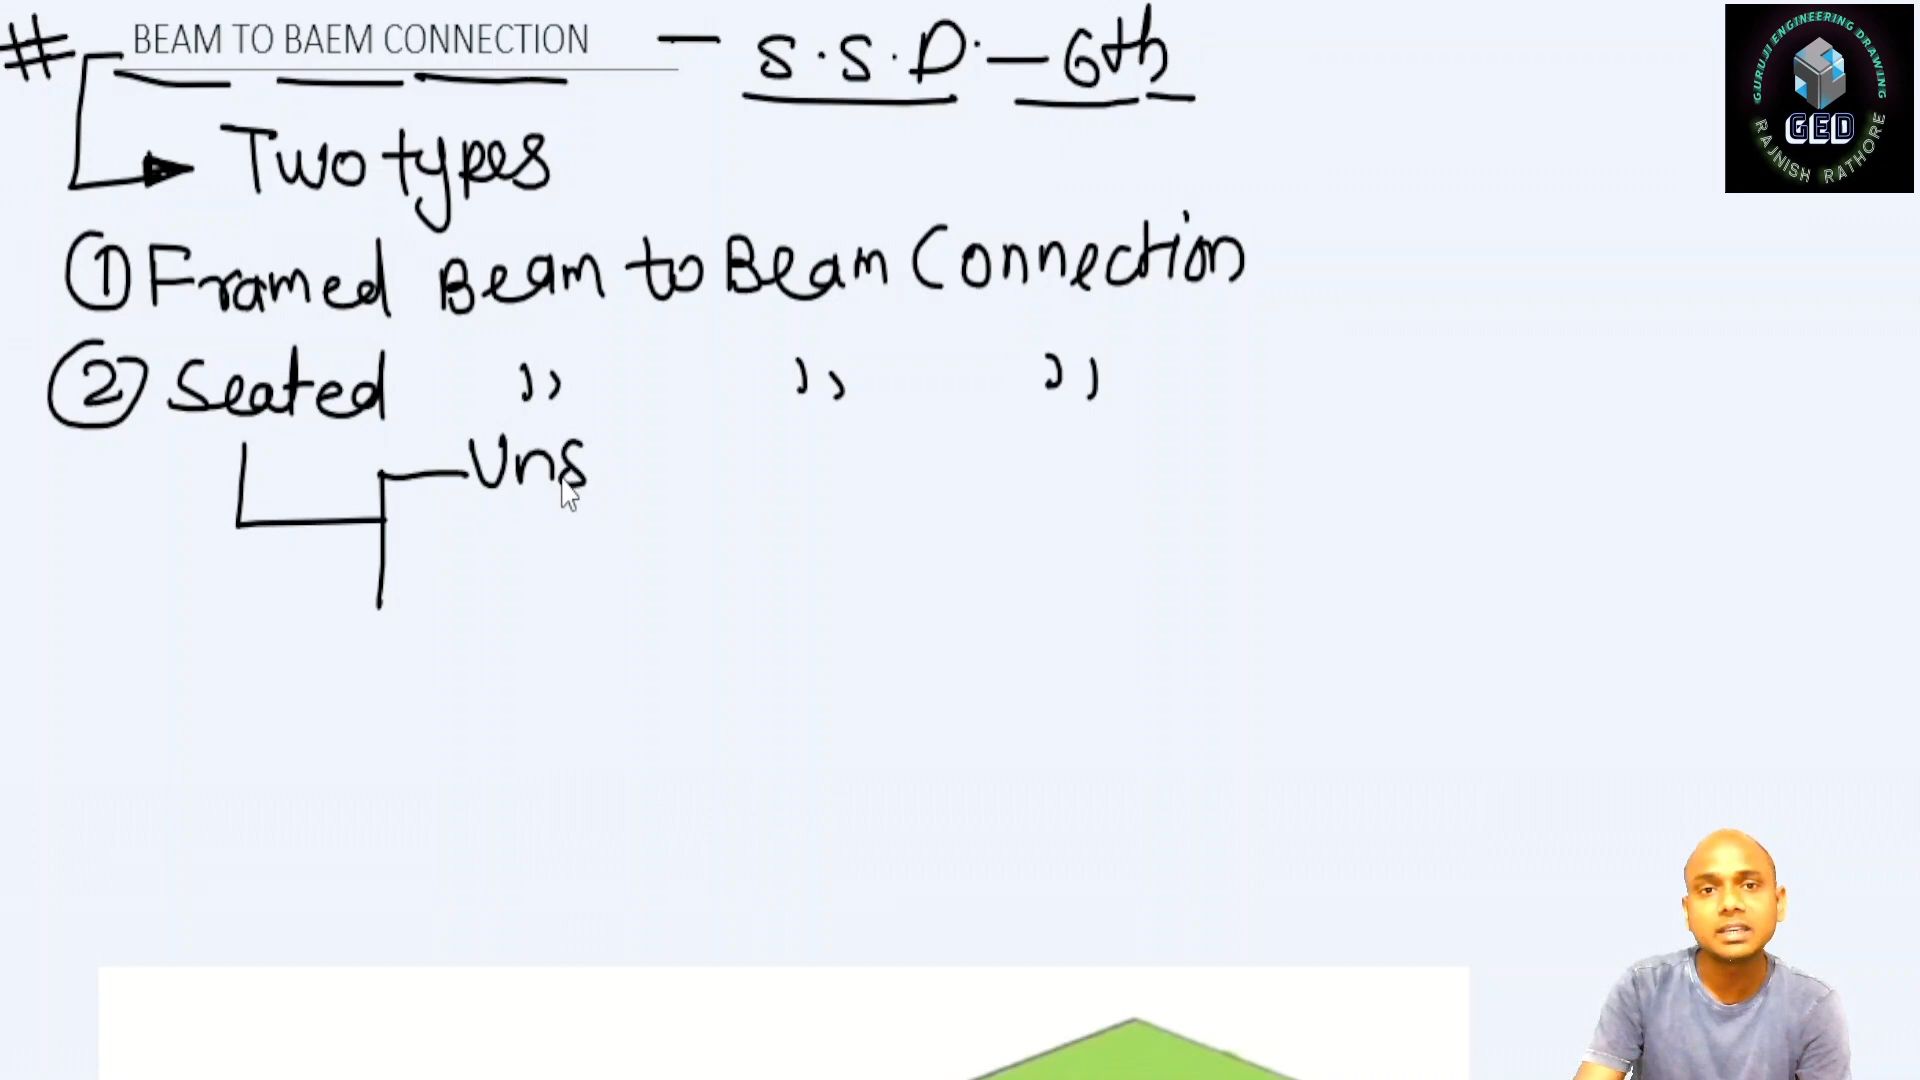 # BEAM TO BAEM CONNECTION - S.S.D. - 6th
Two types
① Framed Beam to Beam Connection
② Seated ,, ,, ,,
Uns
GURUJI ENGINEERING DRAWING
GED
RAJNISH RATHORE